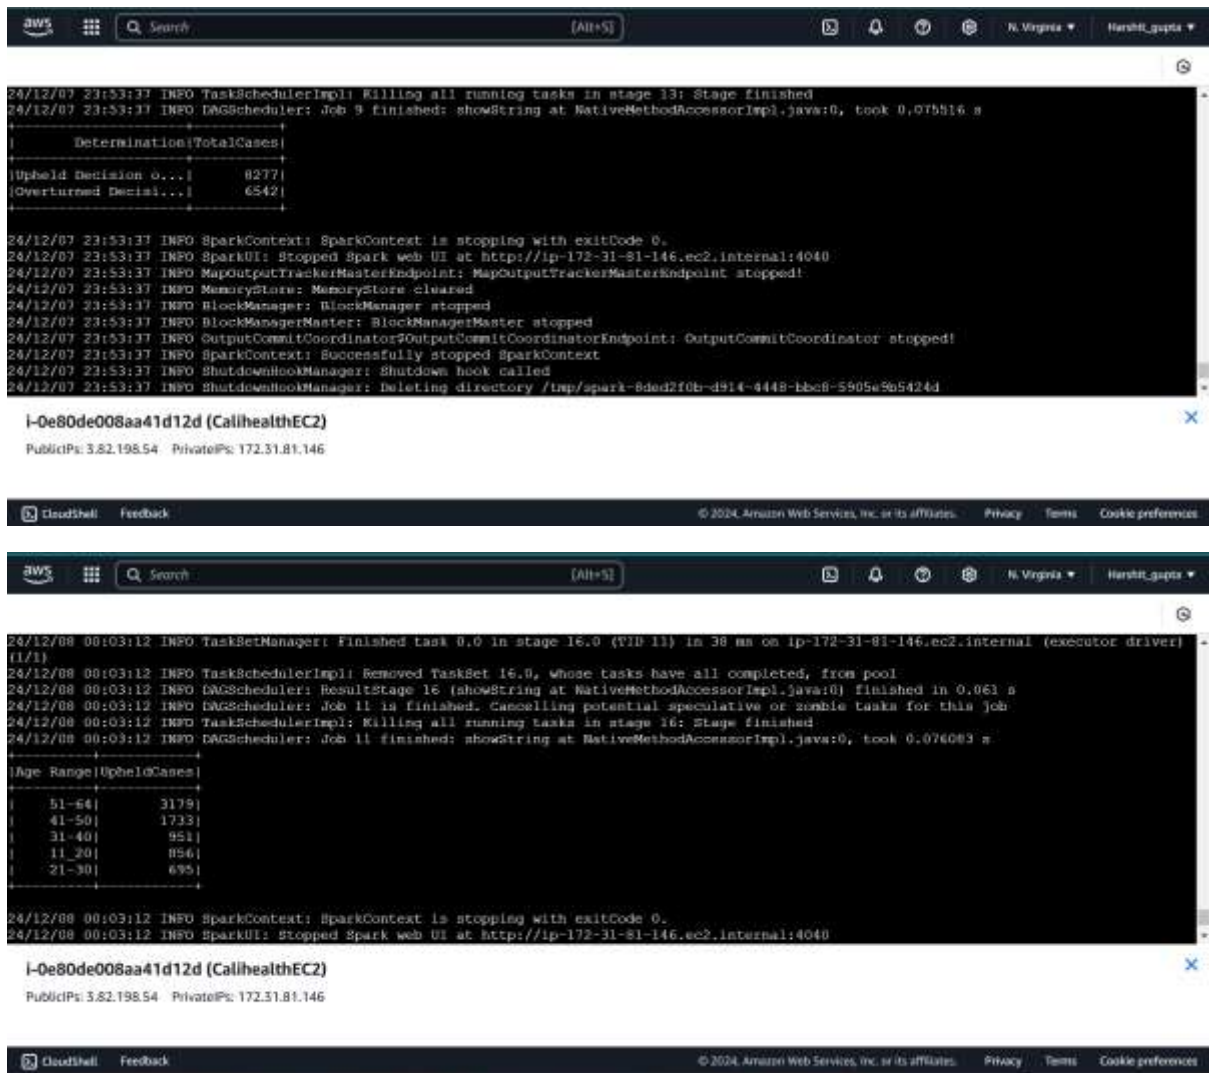 aws Search [Alt+S] N. Virginia Harshit_gupta
24/12/07 23:53:37 INFO TaskSchedulerImpl: Killing all running tasks in stage 13: Stage finished
24/12/07 23:53:37 INFO DAGScheduler: Job 9 finished: showString at NativeMethodAccessorImpl.java:0, took 0.075516 s
+--------------------+----------+
| Determination|TotalCases|
+--------------------+----------+
|Upheld Decision o...| 8277|
|Overturned Decisi...| 6542|
+--------------------+----------+
24/12/07 23:53:37 INFO SparkContext: SparkContext is stopping with exitCode 0.
24/12/07 23:53:37 INFO SparkUI: Stopped Spark web UI at http://ip-172-31-81-146.ec2.internal:4040
24/12/07 23:53:37 INFO MapOutputTrackerMasterEndpoint: MapOutputTrackerMasterEndpoint stopped!
24/12/07 23:53:37 INFO MemoryStore: MemoryStore cleared
24/12/07 23:53:37 INFO BlockManager: BlockManager stopped
24/12/07 23:53:37 INFO BlockManagerMaster: BlockManagerMaster stopped
24/12/07 23:53:37 INFO OutputCommitCoordinator$OutputCommitCoordinatorEndpoint: OutputCommitCoordinator stopped!
24/12/07 23:53:37 INFO SparkContext: Successfully stopped SparkContext
24/12/07 23:53:37 INFO ShutdownHookManager: Shutdown hook called
24/12/07 23:53:37 INFO ShutdownHookManager: Deleting directory /tmp/spark-8ded2f0b-d914-4448-bbc8-5905e9b5424d
i-0e80de008aa41d12d (CalihealthEC2)
PublicIPs: 3.82.198.54 PrivateIPs: 172.31.81.146
CloudShell Feedback © 2024, Amazon Web Services, Inc. or its affiliates. Privacy Terms Cookie preferences
aws Search [Alt+S] N. Virginia Harshit_gupta
24/12/08 00:03:12 INFO TaskSetManager: Finished task 0.0 in stage 16.0 (TID 11) in 38 ms on ip-172-31-81-146.ec2.internal (executor driver)
(1/1)
24/12/08 00:03:12 INFO TaskSchedulerImpl: Removed TaskSet 16.0, whose tasks have all completed, from pool
24/12/08 00:03:12 INFO DAGScheduler: ResultStage 16 (showString at NativeMethodAccessorImpl.java:0) finished in 0.061 s
24/12/08 00:03:12 INFO DAGScheduler: Job 11 is finished. Cancelling potential speculative or zombie tasks for this job
24/12/08 00:03:12 INFO TaskSchedulerImpl: Killing all running tasks in stage 16: Stage finished
24/12/08 00:03:12 INFO DAGScheduler: Job 11 finished: showString at NativeMethodAccessorImpl.java:0, took 0.076083 s
+---------+-----------+
|Age Range|UpheldCases|
+---------+-----------+
| 51-64| 3179|
| 41-50| 1733|
| 31-40| 951|
| 11_20| 856|
| 21-30| 695|
+---------+-----------+
24/12/08 00:03:12 INFO SparkContext: SparkContext is stopping with exitCode 0.
24/12/08 00:03:12 INFO SparkUI: Stopped Spark web UI at http://ip-172-31-81-146.ec2.internal:4040
i-0e80de008aa41d12d (CalihealthEC2)
PublicIPs: 3.82.198.54 PrivateIPs: 172.31.81.146
CloudShell Feedback © 2024, Amazon Web Services, Inc. or its affiliates. Privacy Terms Cookie preferences